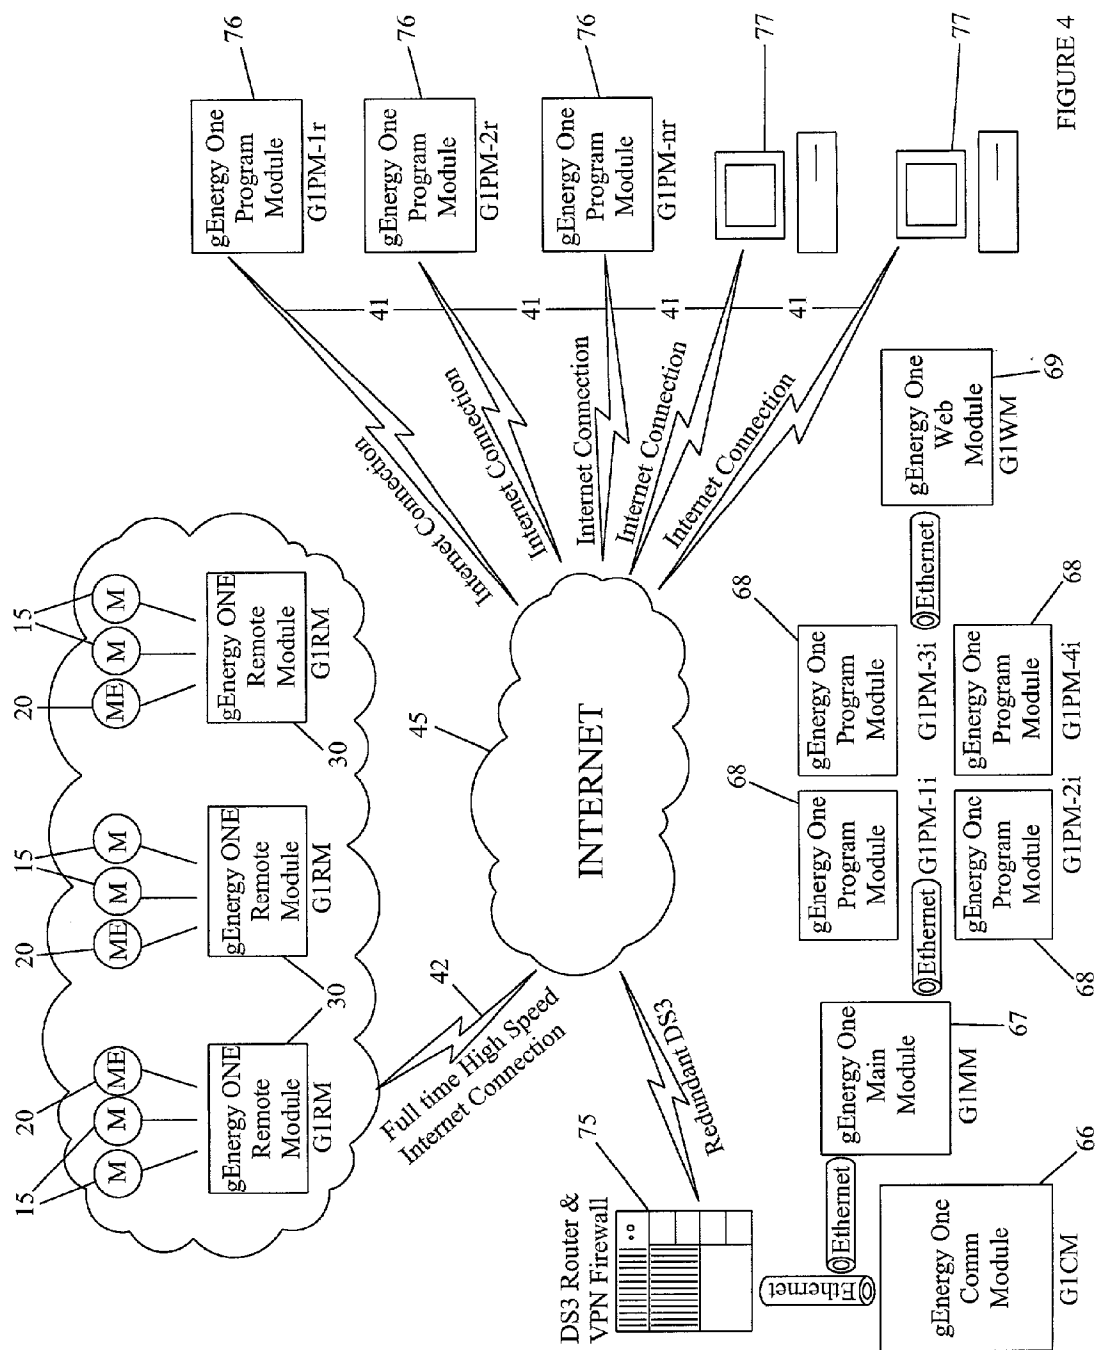 15
20
20
15
20
15
M
M
ME
ME
M
M
ME
M
M
gEnergy ONE
Remote
Module
G1RM
gEnergy ONE
Remote
Module
G1RM
gEnergy ONE
Remote
Module
G1RM
30
30
Full time High Speed
Internet Connection
42
45
INTERNET
Internet Connection
Internet Connection
Internet Connection
Internet Connection
Internet Connection
41
41
41
41
gEnergy One
Program
Module
G1PM-1r
76
gEnergy One
Program
Module
G1PM-2r
76
gEnergy One
Program
Module
G1PM-nr
76
77
77
DS3 Router &
VPN Firewall
75
Redundant DS3
Ethernet
Ethernet
gEnergy One
Comm
Module
G1CM
66
gEnergy One
Main
Module
G1MM
67
Ethernet
68
gEnergy One
Program
Module
G1PM-1i
gEnergy One
Program
Module
G1PM-2i
68
68
gEnergy One
Program
Module
G1PM-3i
gEnergy One
Program
Module
G1PM-4i
68
Ethernet
gEnergy One
Web
Module
G1WM
69
FIGURE 4